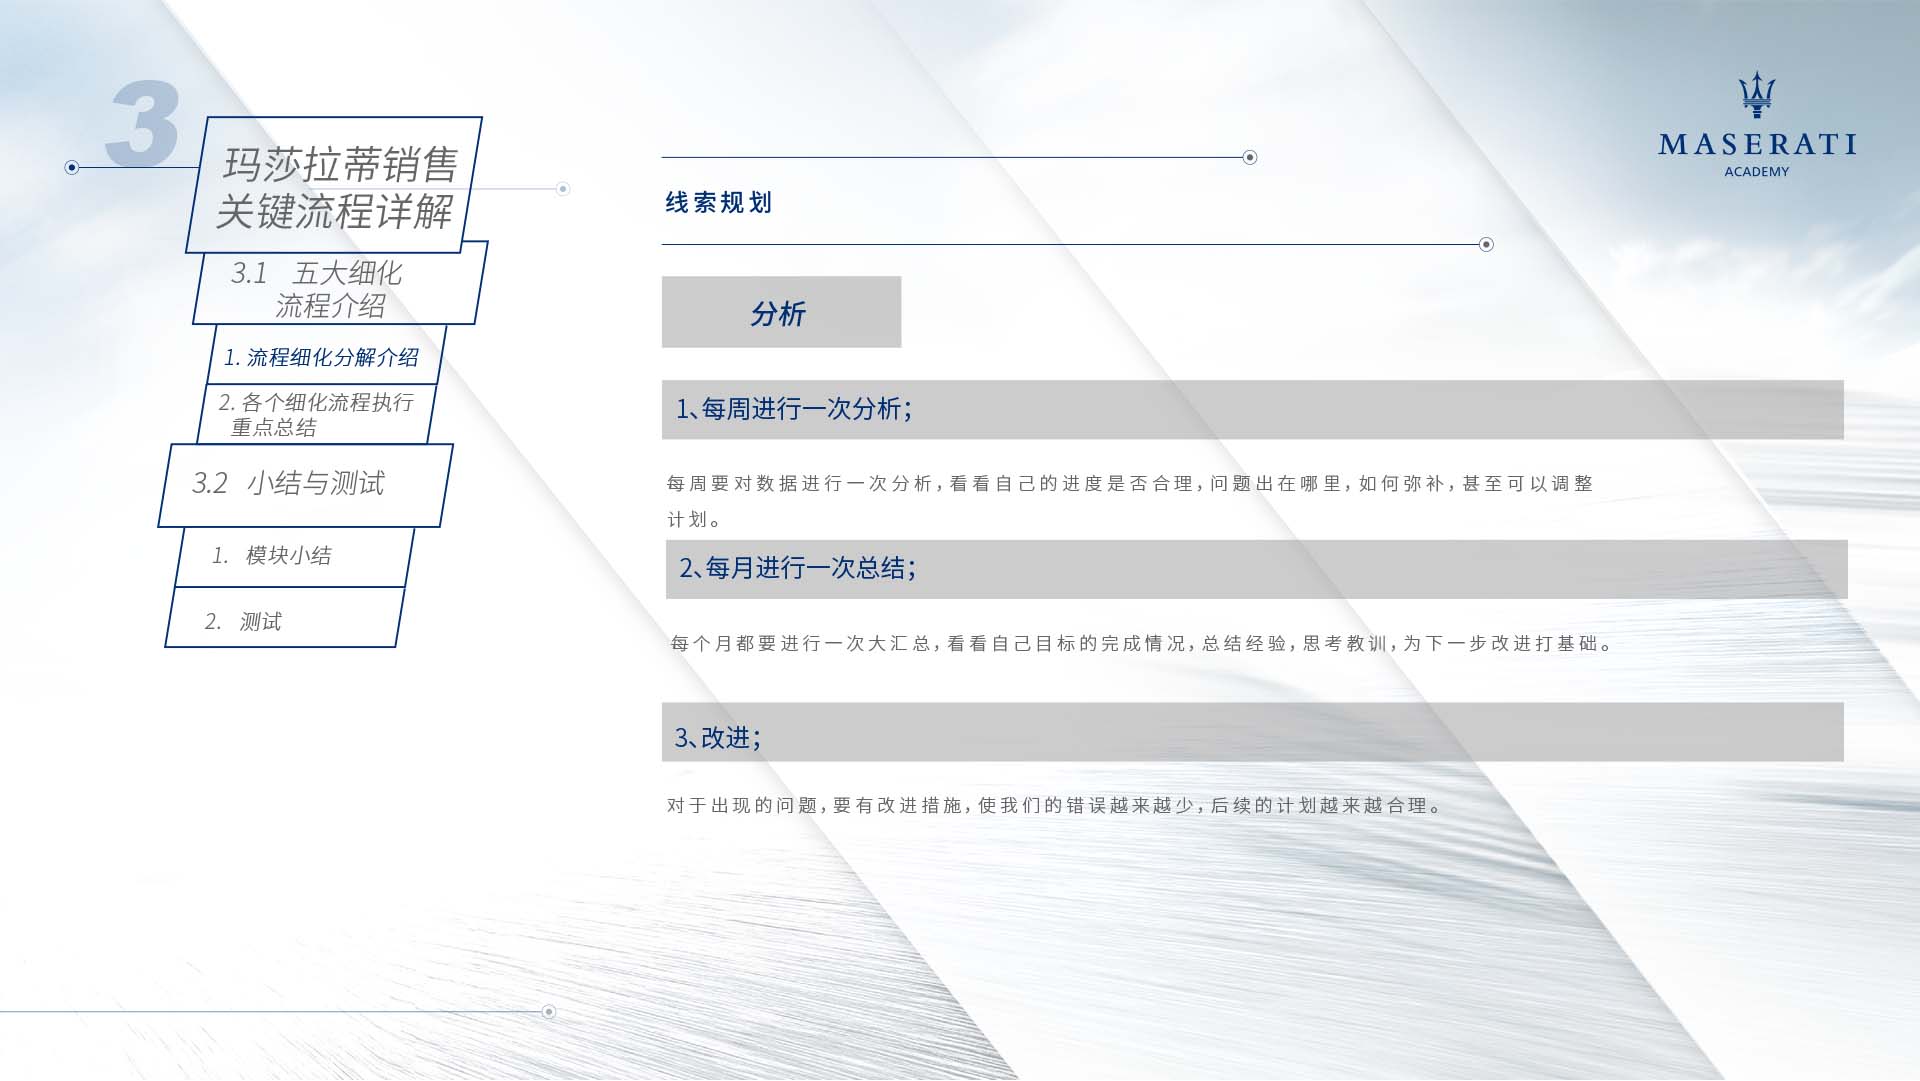 3
玛莎拉蒂销售
关键流程详解
3.1 五大细化
流程介绍
1. 流程细化分解介绍
2. 各个细化流程执行
重点总结
3.2 小结与测试
1. 模块小结
2. 测试
MASERATI
ACADEMY
线索规划
分析
1、每周进行一次分析；
每周要对数据进行一次分析，看看自己的进度是否合理，问题出在哪里，如何弥补，甚至可以调整
计划。
2、每月进行一次总结；
每个月都要进行一次大汇总，看看自己目标的完成情况，总结经验，思考教训，为下一步改进打基础。
3、改进；
对于出现的问题，要有改进措施，使我们的错误越来越少，后续的计划越来越合理。